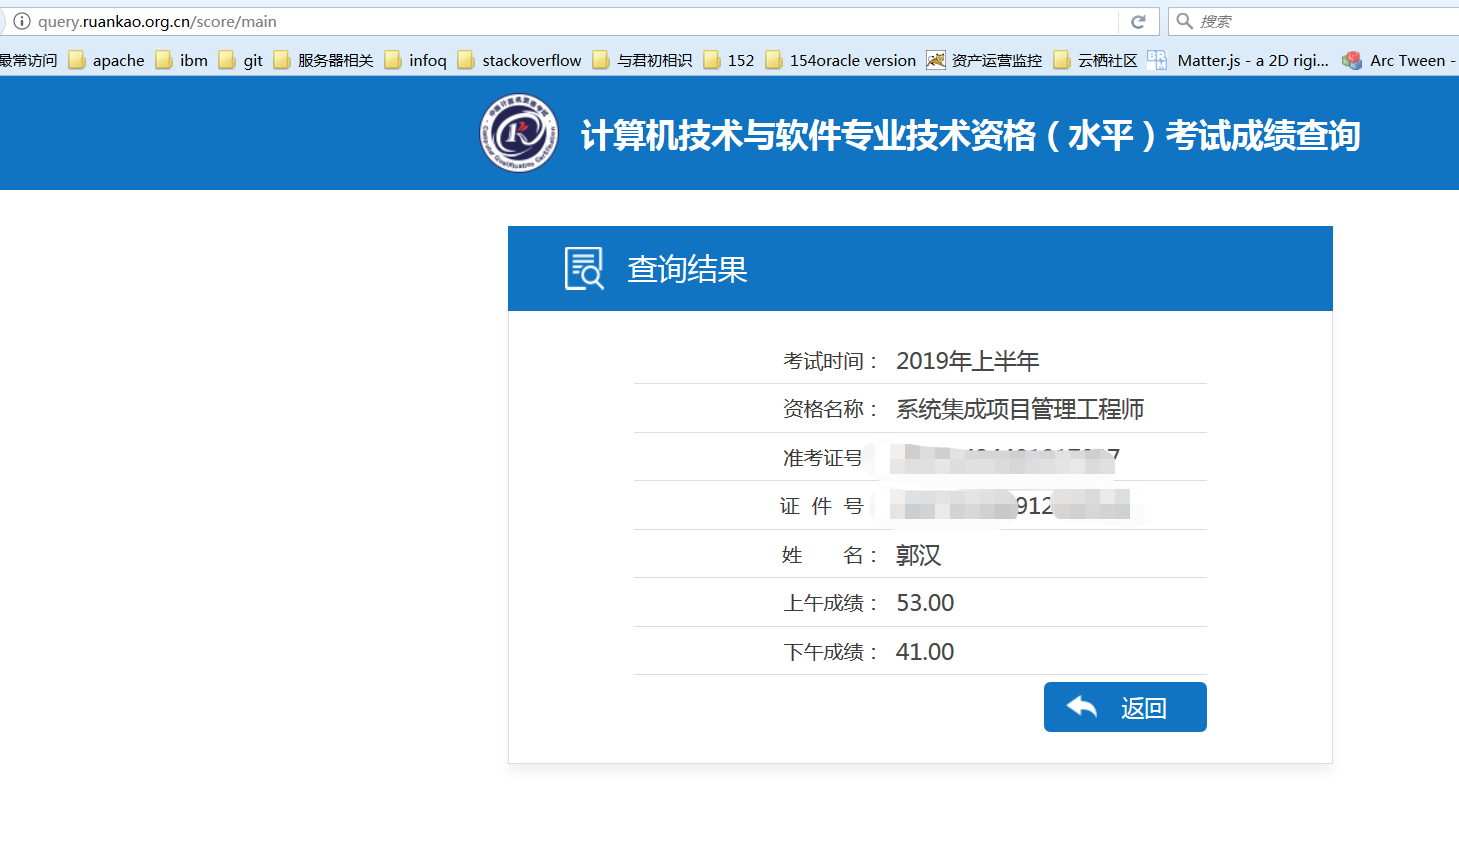 query.ruankao.org.cn/score/main
搜索
最常访问 apache ibm git 服务器相关 infoq stackoverflow 与君初相识 152 154oracle version 资产运营监控 云栖社区 Matter.js - a 2D rigi... Arc Tween -
计算机技术与软件专业技术资格（水平）考试成绩查询
查询结果
考试时间： 2019年上半年
资格名称： 系统集成项目管理工程师
准考证号
证 件 号 912
姓 名： 郭汉
上午成绩： 53.00
下午成绩： 41.00
返回